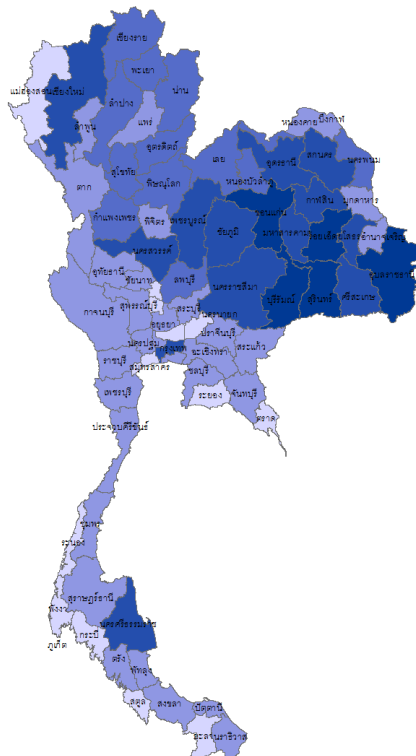 เชียงราย
พะเยา
แม่ฮ่องสอน
เชียงใหม่
น่าน
ลำปาง
ลำพูน
แพร่
อุตรดิตถ์
หนองคาย
บึงกาฬ
เลย
อุดรธานี
สกลนคร
นครพนม
หนองบัวลำภู
สุโขทัย
ตาก
พิษณุโลก
ขอนแก่น
กาฬสินธุ์
มุกดาหาร
กำแพงเพชร
พิจิตร
เพชรบูรณ์
ชัยภูมิ
มหาสารคาม
ร้อยเอ็ด
ยโสธร
อำนาจเจริญ
นครสวรรค์
อุทัยธานี
ชัยนาท
ลพบุรี
นครราชสีมา
บุรีรัมย์
สุรินทร์
ศรีสะเกษ
อุบลราชธานี
กาจนบุรี
สุพรรณบุรี
สระบุรี
อยุธยา
นครนายก
ปราจีนบุรี
สระแก้ว
นครปฐม
กรุงเทพ
ฉะเชิงเทรา
ราชบุรี
สมุทรสาคร
ชลบุรี
เพชรบุรี
ระยอง
จันทบุรี
ตราด
ประจวบคีรีขันธ์
ชุมพร
ระนอง
สุราษฎร์ธานี
พังงา
ภูเก็ต
กระบี่
นครศรีธรรมราช
ตรัง
พัทลุง
สตูล
สงขลา
ปัตตานี
ยะลา
นราธิวาส